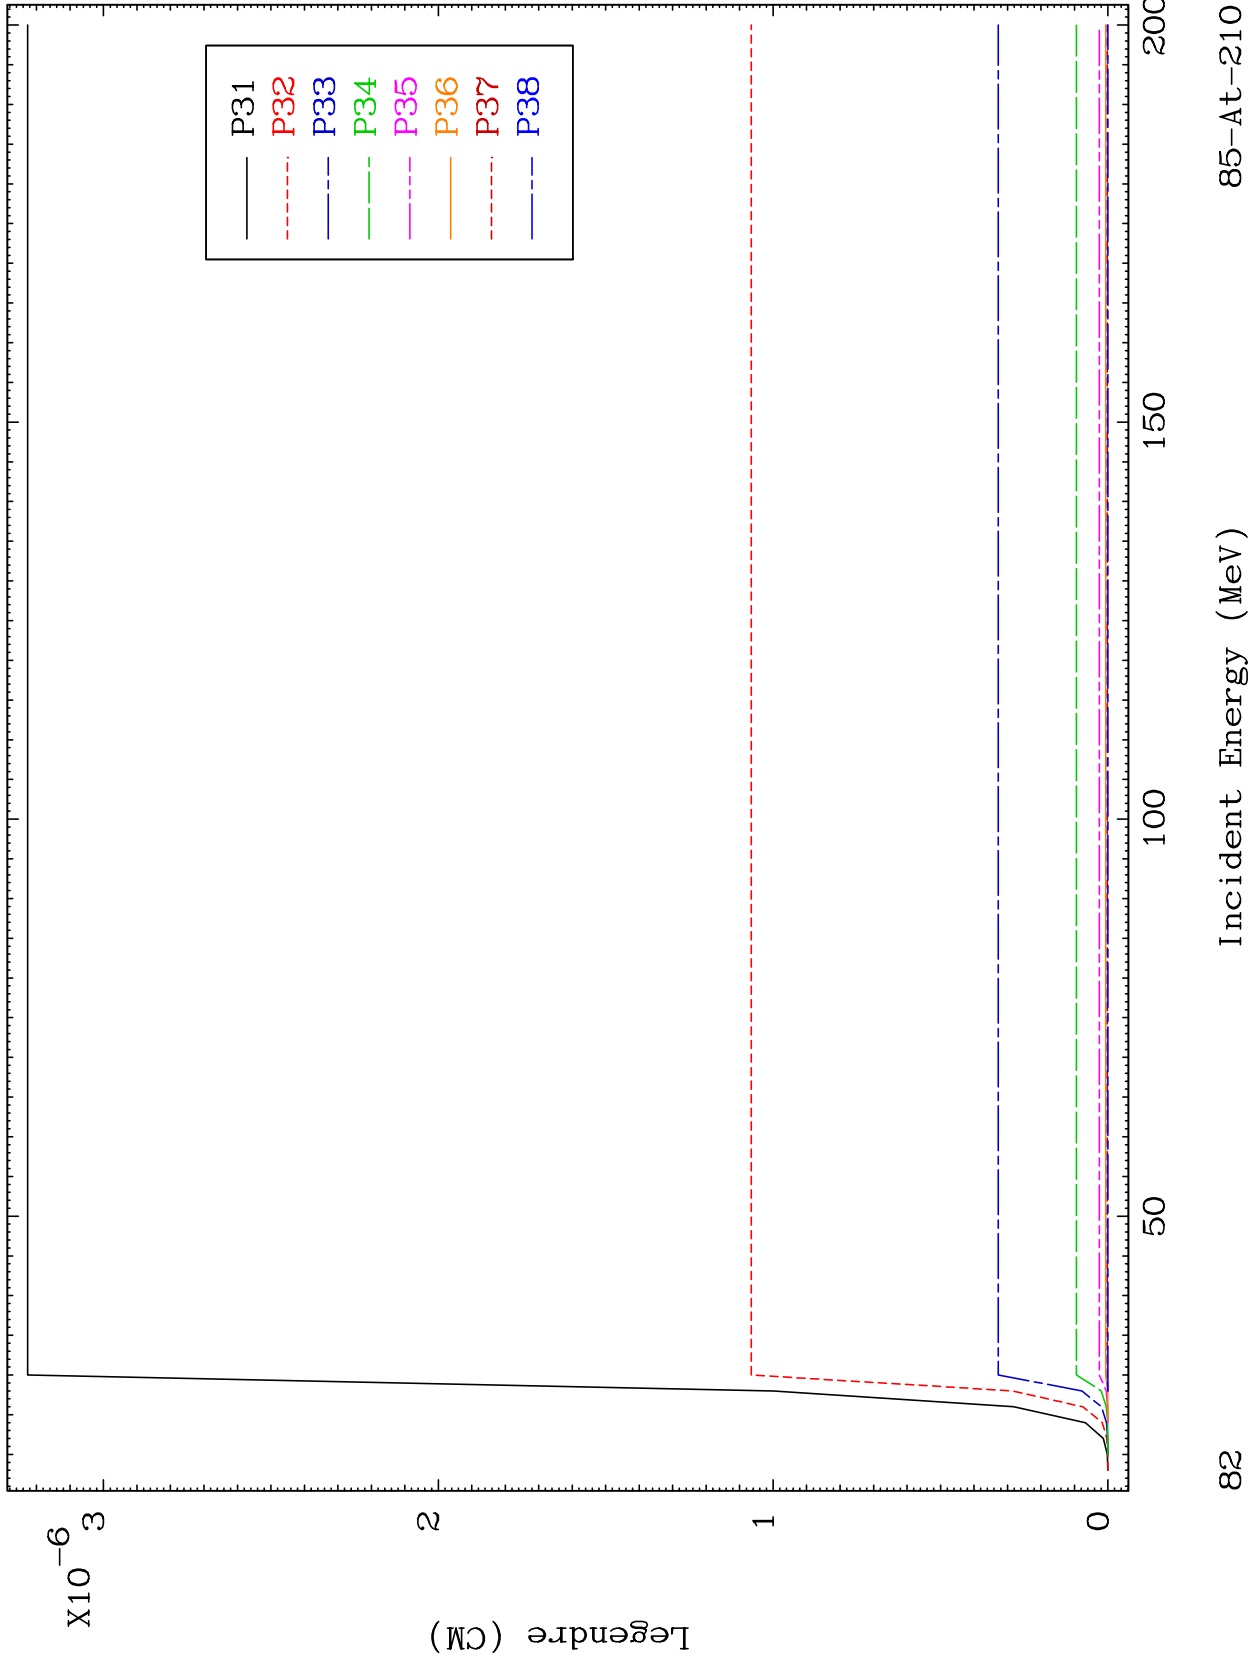 X10-6
3
2
1
0
Legendre (CM)
P31
P32
P33
P34
P35
P36
P37
P38
50
100
150
200
Incident Energy (MeV)
82
85-At-210